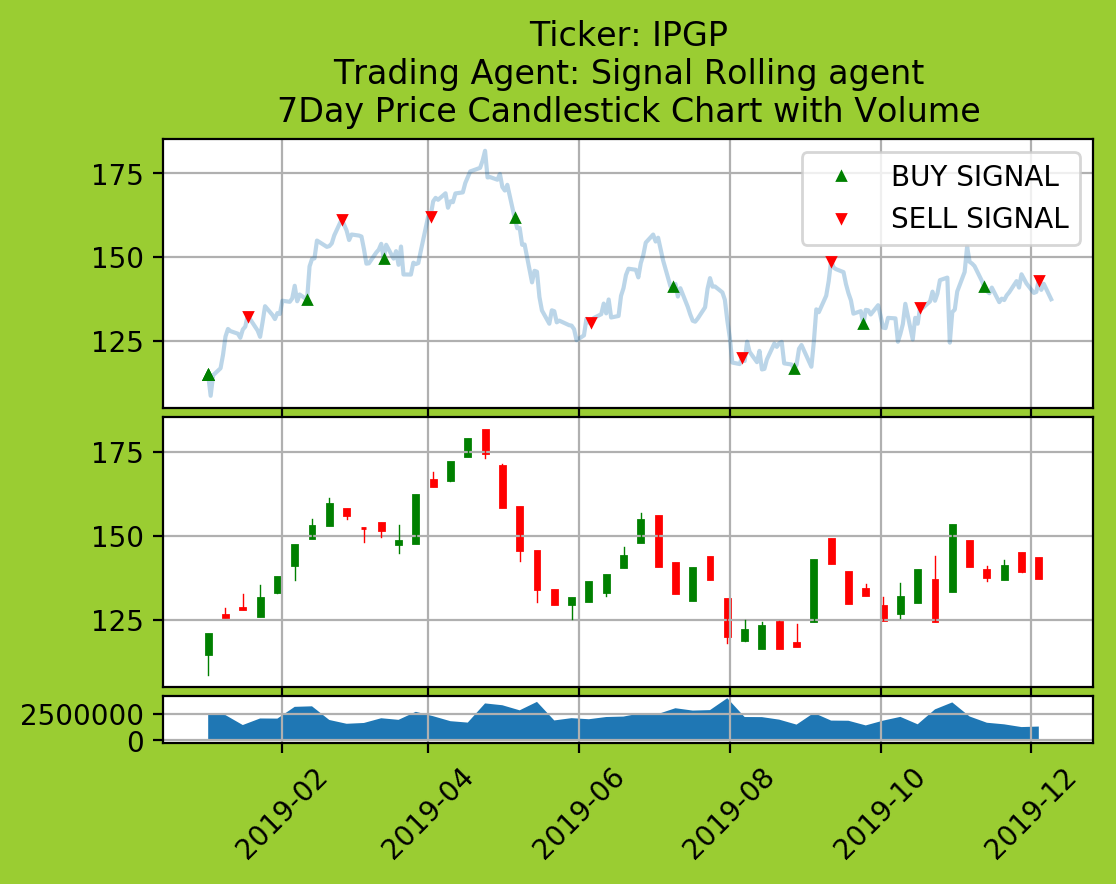 Ticker: IPGP
Trading Agent: Signal Rolling agent
7Day Price Candlestick Chart with Volume
175
150
125
BUY SIGNAL
SELL SIGNAL
175
150
125
2500000
0
2019-02
2019-04
2019-06
2019-08
2019-10
2019-12